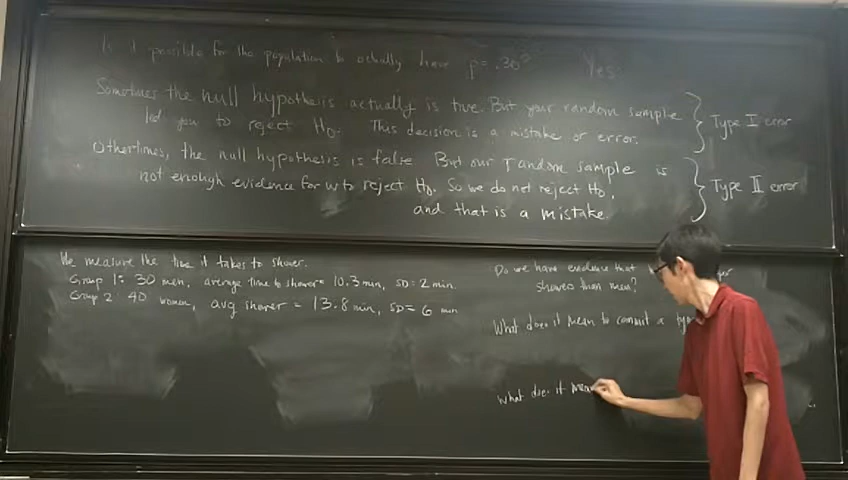 Is it possible for the population to actually have p = .30?
Yes.
Sometimes the null hypothesis actually is true. But your random sample
led you to reject H0. This decision is a mistake or error.
Type I error
Othertimes, the null hypothesis is false But our random sample is
not enough evidence for us to reject H0. So we do not reject H0,
and that is a mistake.
Type II error
We measure the time it takes to shower.
Group 1: 30 men, average time to shower = 10.3 min, SD = 2 min.
Group 2 40 women, avg shower = 13.8 min, SD = 6 min
Do we have evidence that
showers than men?
What does it mean to commit a
What does it mean